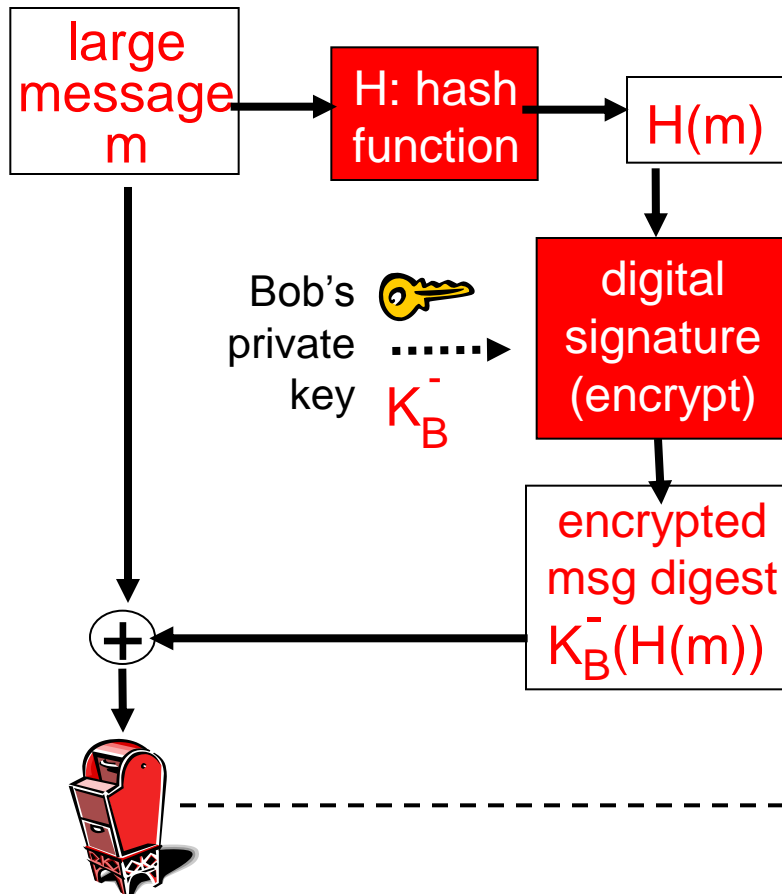 large
message
m
H: hash
function
H(m)
Bob’s
private
key
K
-
B
digital
signature
(encrypt)
encrypted
msg digest
K
-
B
(H(m))
+